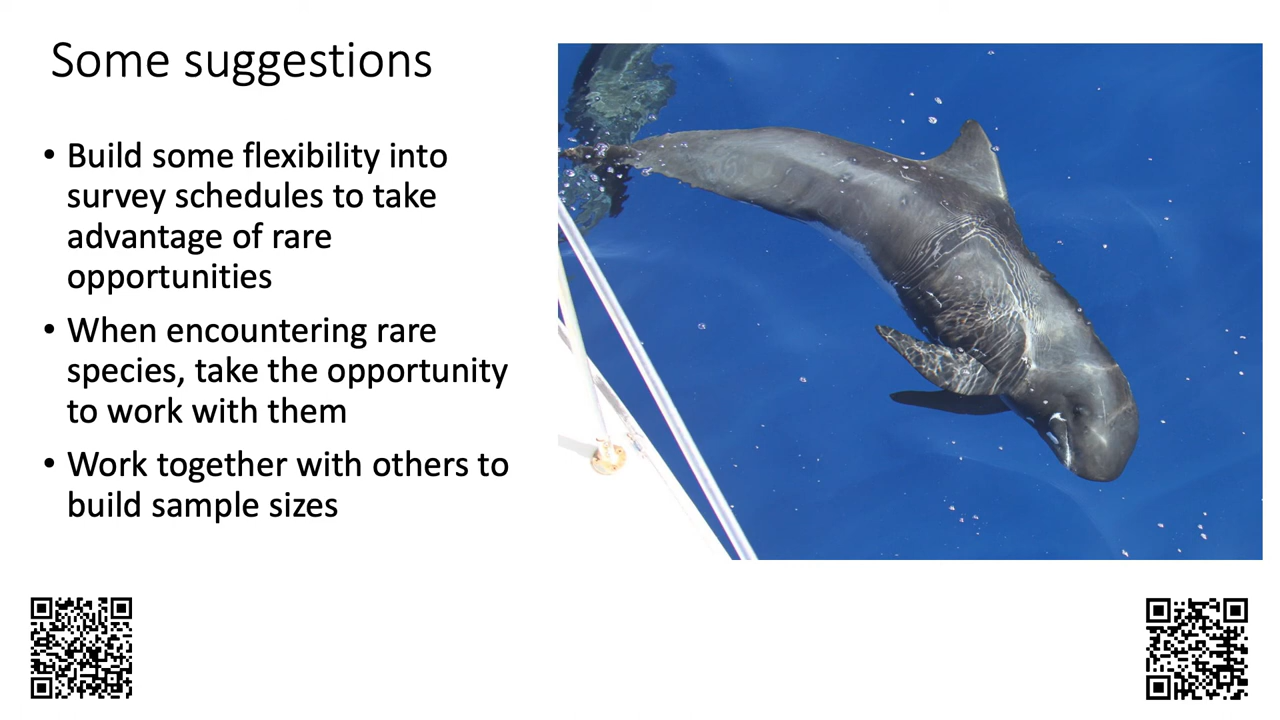 Some suggestions
• Build some flexibility into
survey schedules to take
advantage of rare
opportunities
• When encountering rare
species, take the opportunity
to work with them
• Work together with others to
build sample sizes